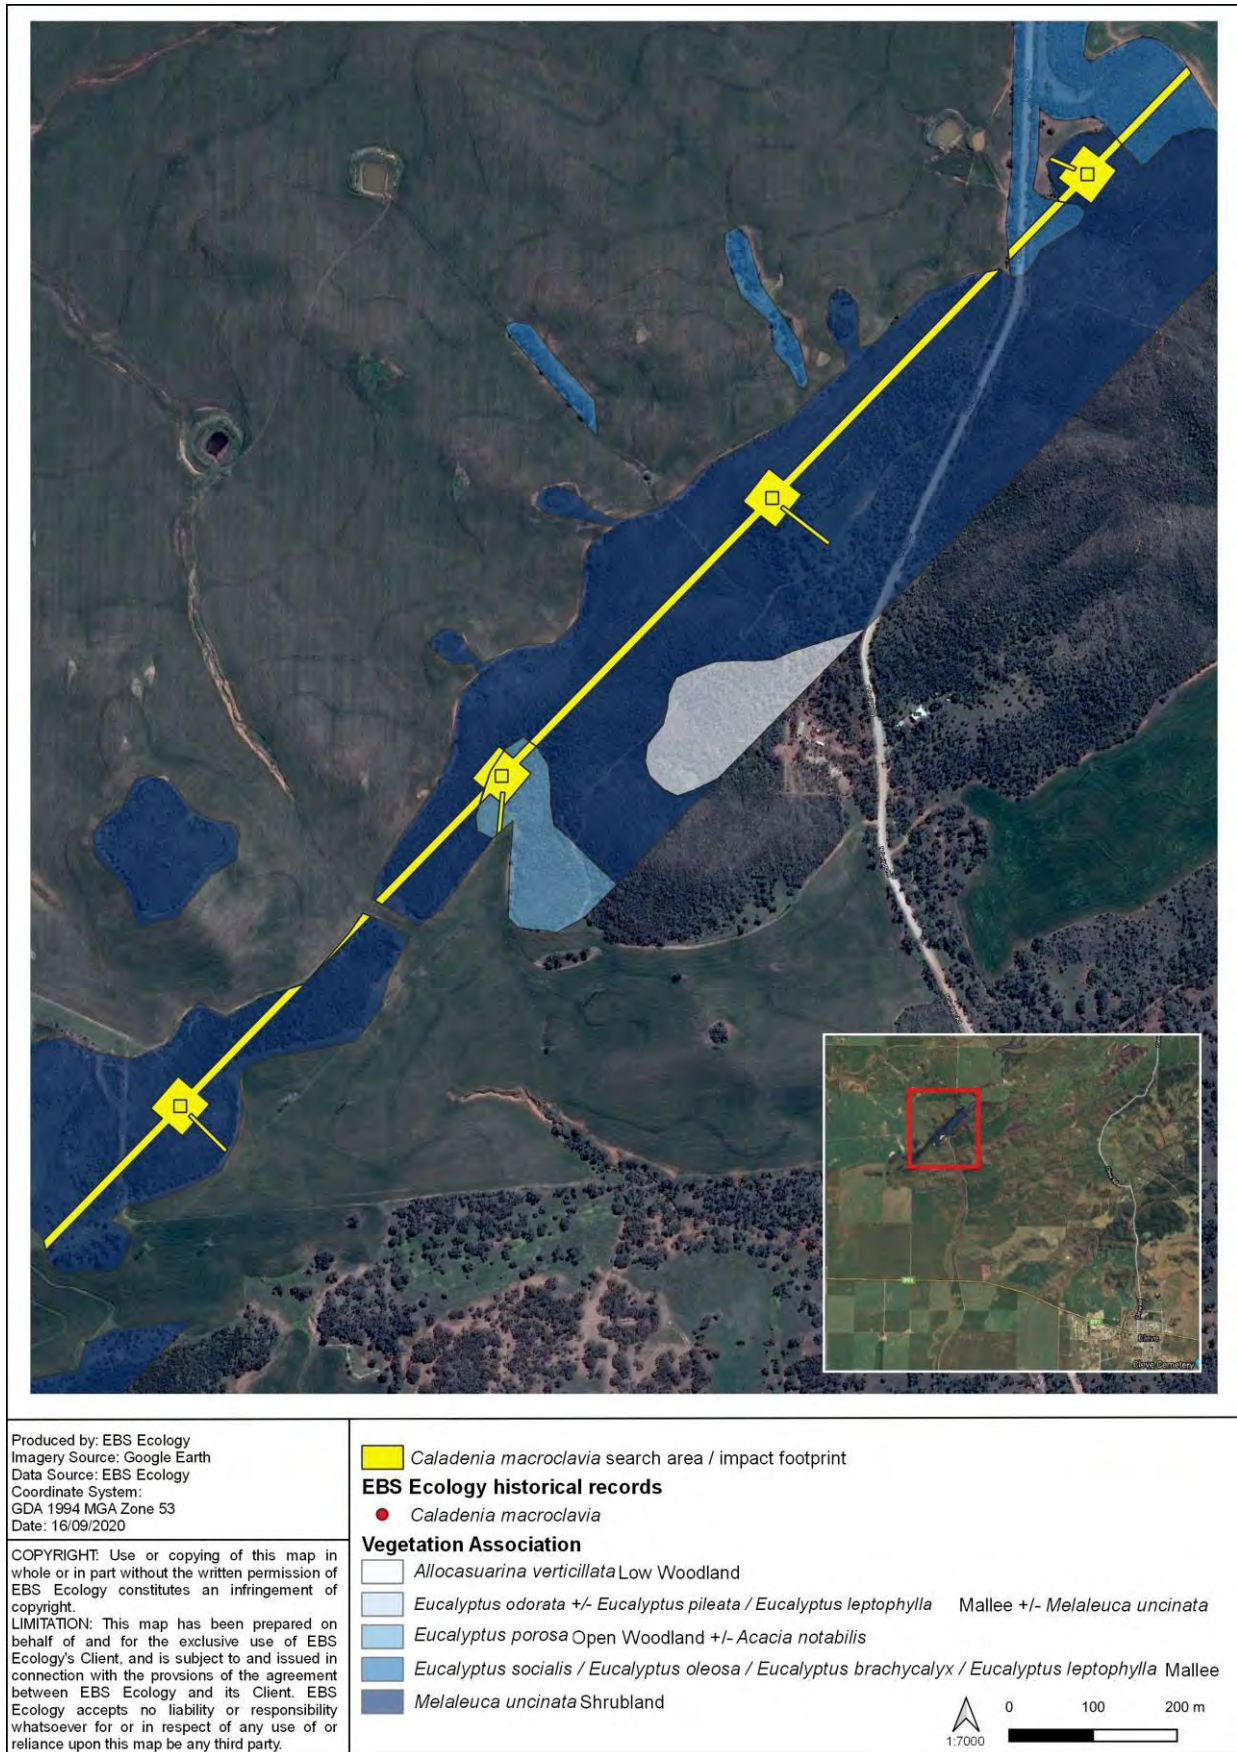 Cleve
Cleve Cemetery
Produced by: EBS Ecology
Imagery Source: Google Earth
Data Source: EBS Ecology
Coordinate System:
GDA 1994 MGA Zone 53
Date: 16/09/2020
COPYRIGHT: Use or copying of this map in
whole or in part without the written permission of
EBS Ecology constitutes an infringement of
copyright.
LIMITATION: This map has been prepared on
behalf of and for the exclusive use of EBS
Ecology's Client, and is subject to and issued in
connection with the provsions of the agreement
between EBS Ecology and its Client. EBS
Ecology accepts no liability or responsibility
whatsoever for or in respect of any use of or
reliance upon this map be any third party.
Caladenia macroclavia search area / impact footprint
EBS Ecology historical records
Caladenia macroclavia
Vegetation Association
Allocasuarina verticillata Low Woodland
Eucalyptus odorata +/- Eucalyptus pileata / Eucalyptus leptophylla Mallee +/- Melaleuca uncinata
Eucalyptus porosa Open Woodland +/- Acacia notabilis
Eucalyptus socialis / Eucalyptus oleosa / Eucalyptus brachycalyx / Eucalyptus leptophylla Mallee
Melaleuca uncinata Shrubland
1:7000
0 100 200 m